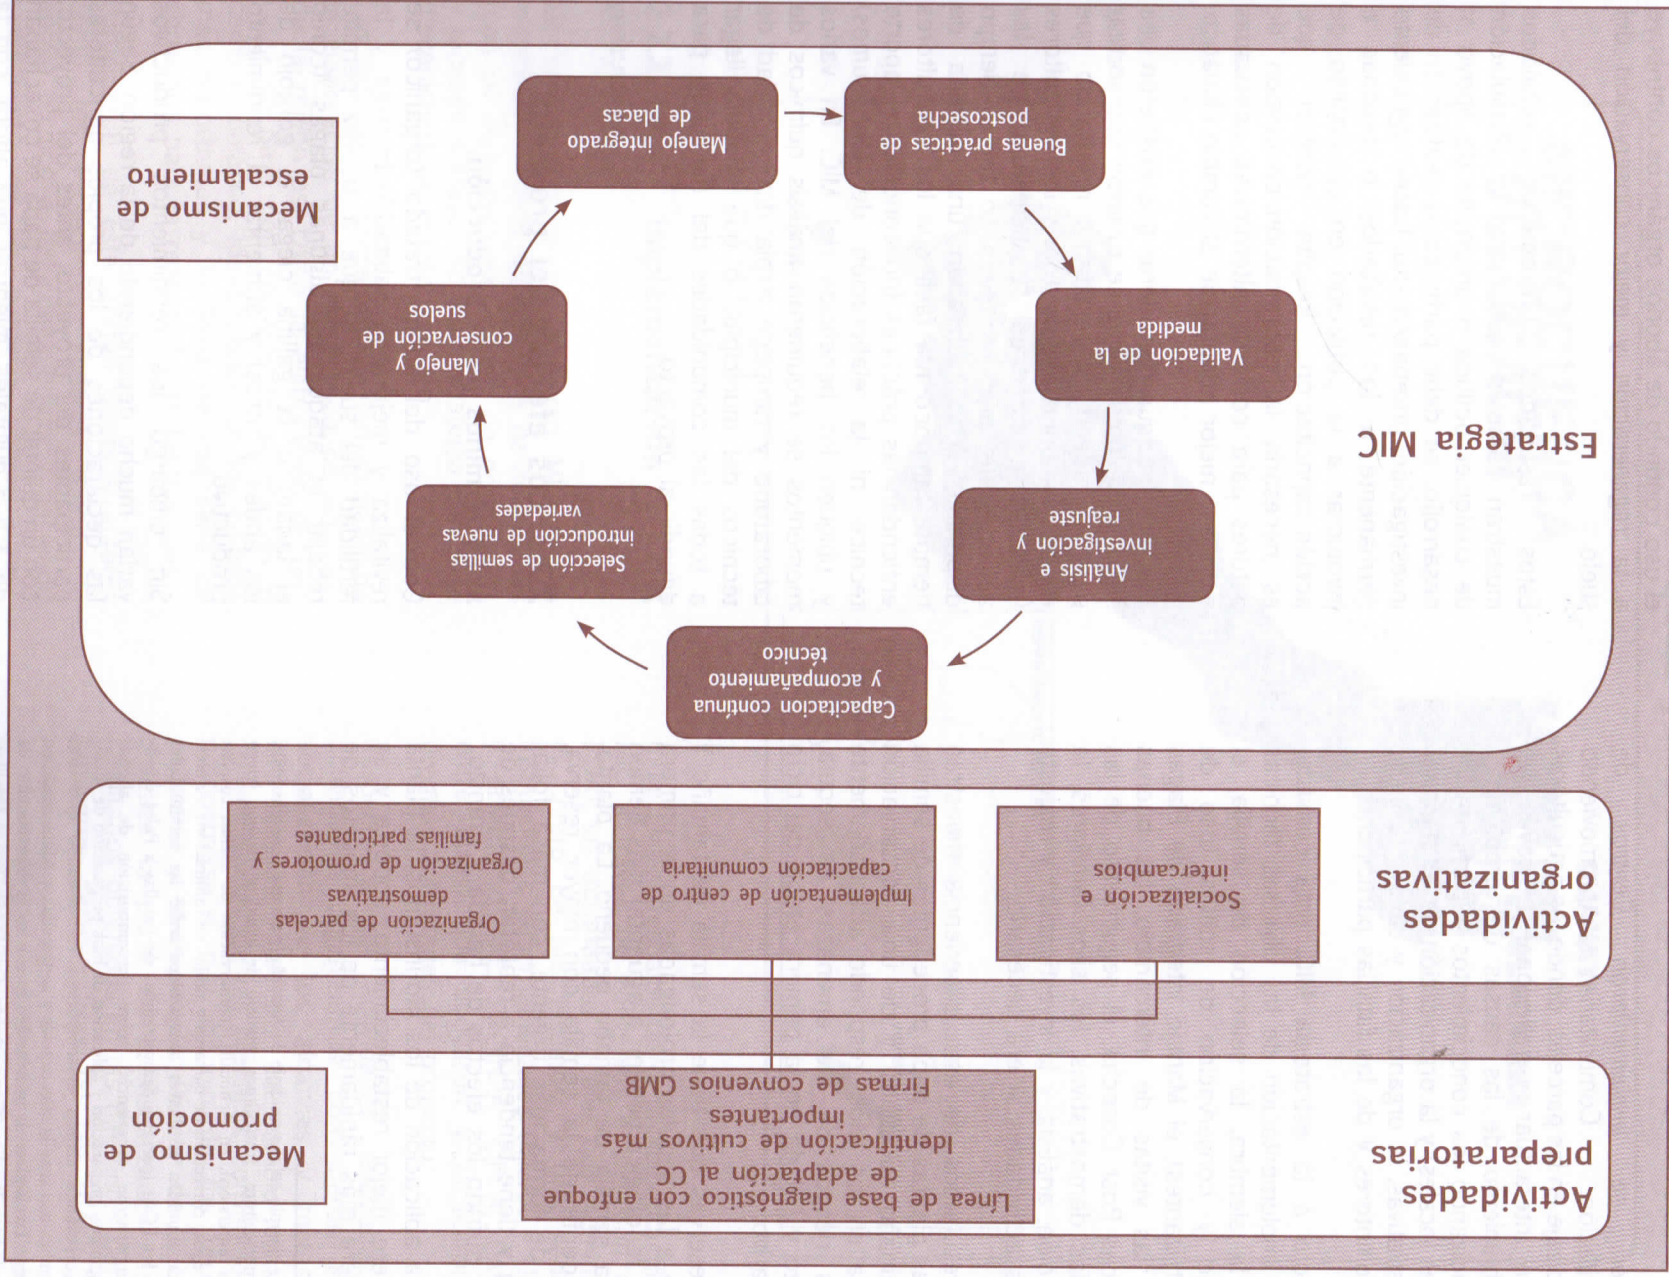 Actividades
preparatorias
Línea de base diagnóstico con enfoque
de adaptación al CC
Identificación de cultivos más
importantes
Firmas de convenios GMB
Mecanismo de
promoción
Actividades
organizativas
Socialización e
intercambios
Implementación de centro de
capacitación comunitaria
Organización de parcelas
demostrativas
Organización de promotores y
familias participantes
Estrategia MIC
Capacitacion contínua
y acompañamiento
técnico
Selección de semillas
introducción de nuevas
variedades
Manejo y
conservación de
suelos
Manejo integrado
de placas
Buenas prácticas de
postcosecha
Validación de la
medida
Análisis e
investigación y
reajuste
Mecanismo de
escalamiento